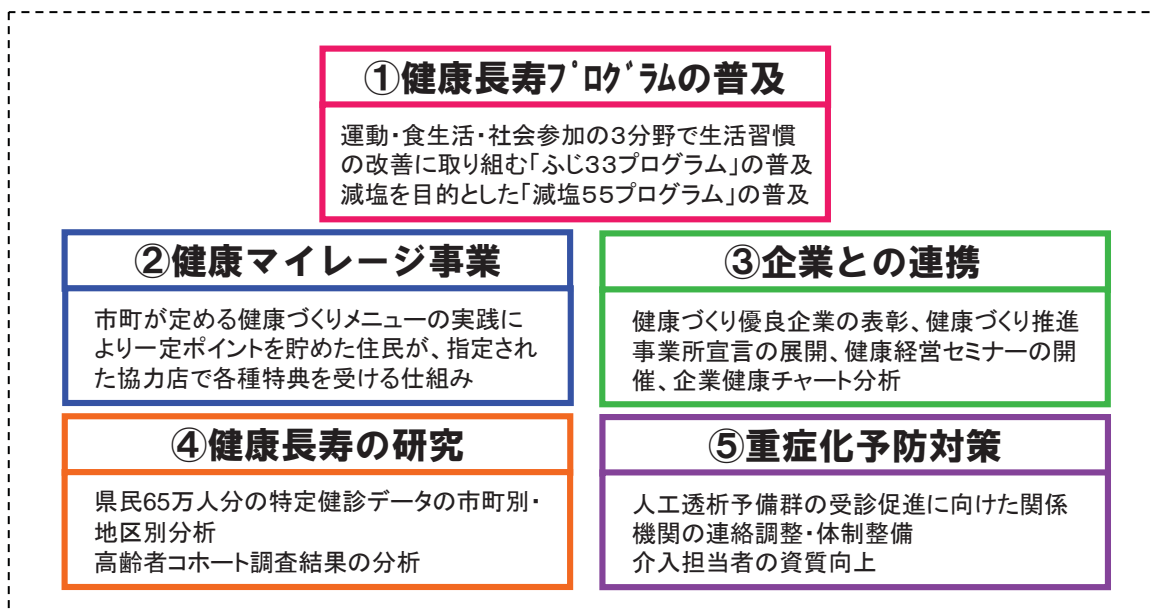 ①健康長寿ﾌﾟﾛｸﾞﾗﾑの普及
運動・食生活・社会参加の3分野で生活習慣
の改善に取り組む「ふじ33プログラム」の普及
減塩を目的とした「減塩55プログラム」の普及
②健康マイレージ事業
市町が定める健康づくりメニューの実践に
より一定ポイントを貯めた住民が、指定され
た協力店で各種特典を受ける仕組み
③企業との連携
健康づくり優良企業の表彰、健康づくり推進
事業所宣言の展開、健康経営セミナーの開
催、企業健康チャート分析
④健康長寿の研究
県民65万人分の特定健診データの市町別・
地区別分析
高齢者コホート調査結果の分析
⑤重症化予防対策
人工透析予備群の受診促進に向けた関係
機関の連絡調整・体制整備
介入担当者の資質向上